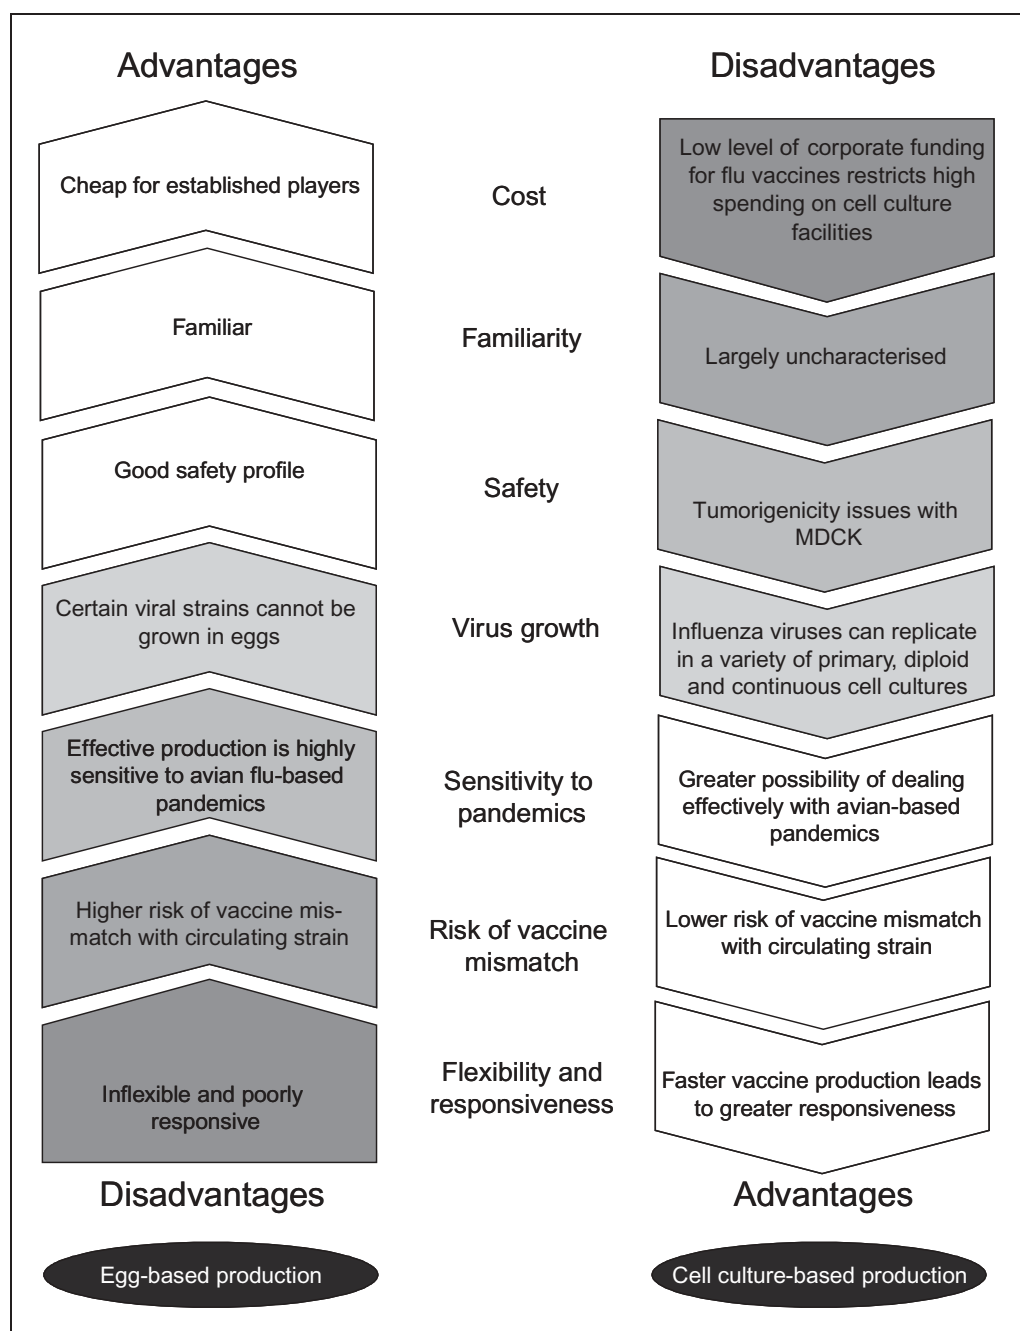 Advantages
Disadvantages
Cheap for established players
Cost
Low level of corporate funding
for flu vaccines restricts high
spending on cell culture
facilities
Familiar
Familiarity
Largely uncharacterised
Good safety profile
Safety
Tumorigenicity issues with
MDCK
Certain viral strains cannot be
grown in eggs
Virus growth
Influenza viruses can replicate
in a variety of primary, diploid
and continuous cell cultures
Effective production is highly
sensitive to avian flu-based
pandemics
Sensitivity to
pandemics
Greater possibility of dealing
effectively with avian-based
pandemics
Higher risk of vaccine mis-
match with circulating strain
Risk of vaccine
mismatch
Lower risk of vaccine mismatch
with circulating strain
Inflexible and poorly
responsive
Flexibility and
responsiveness
Faster vaccine production leads
to greater responsiveness
Disadvantages
Advantages
Egg-based production
Cell culture-based production